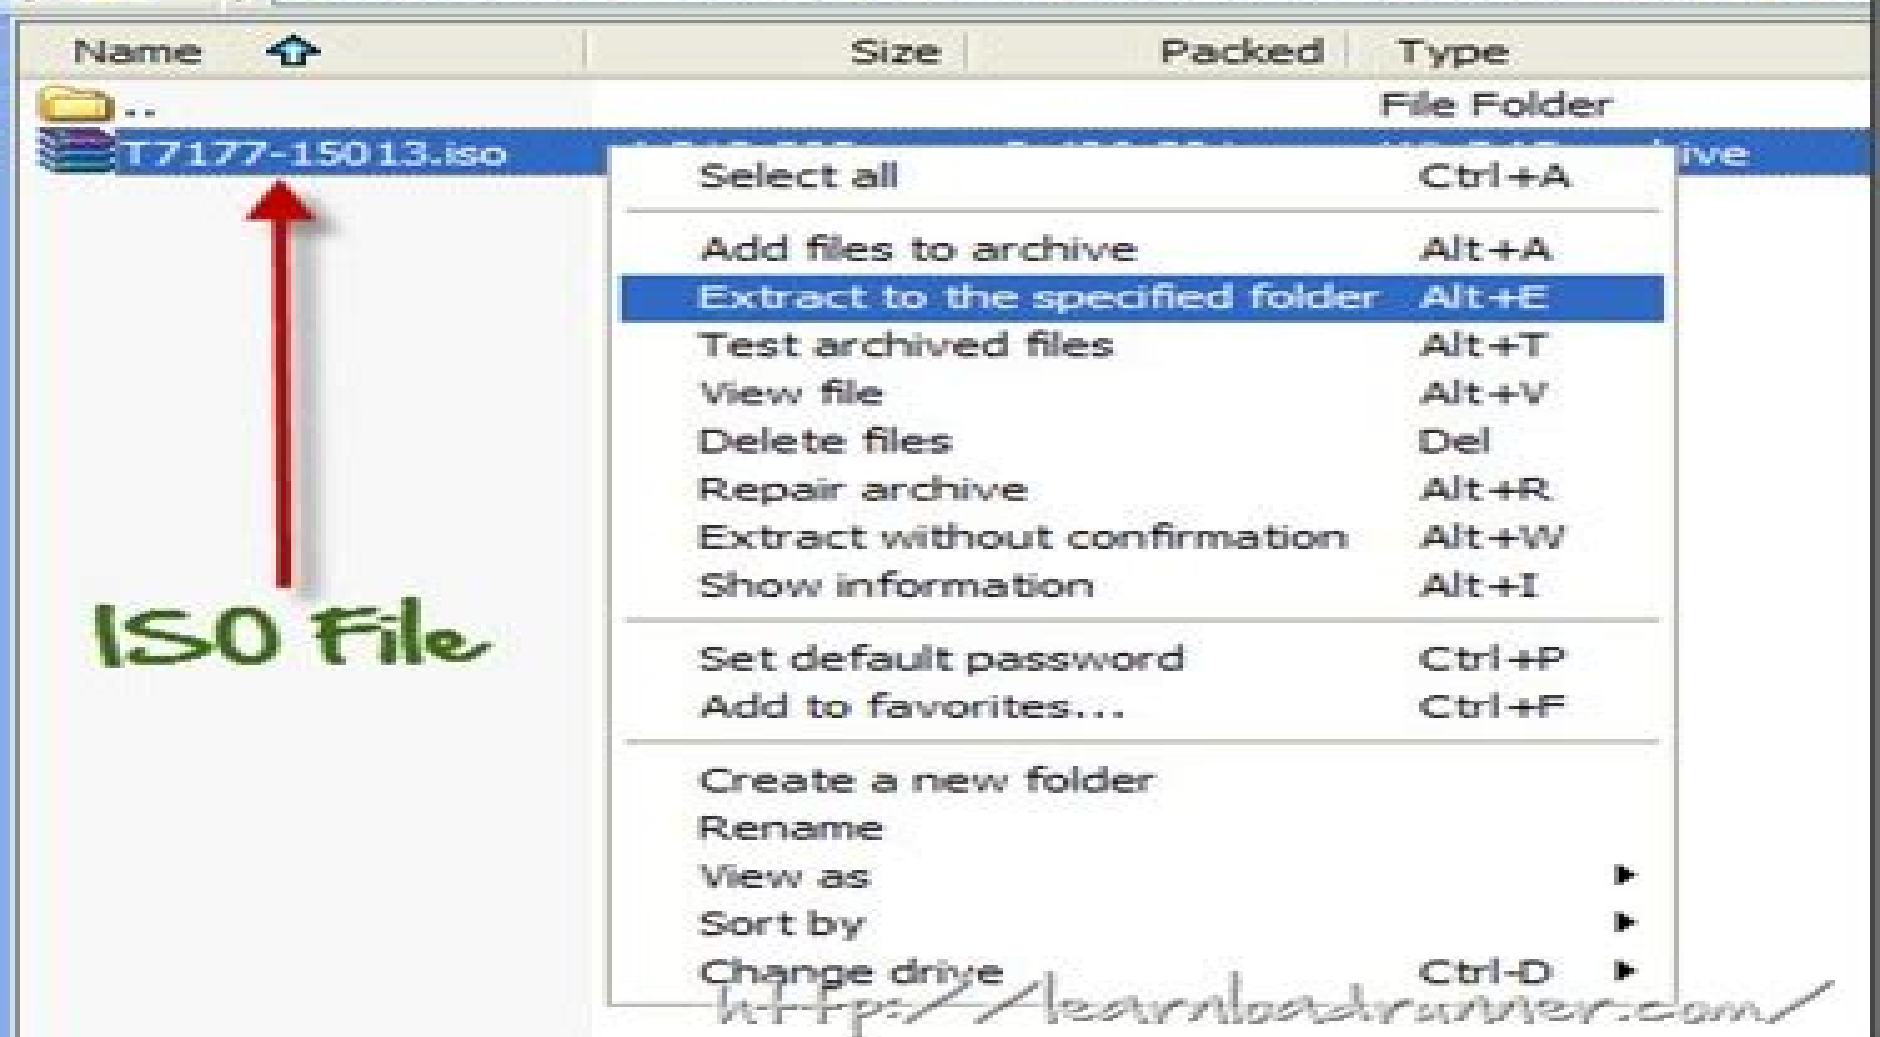 Name Size Packed Type
.. File Folder
T7177-15013.iso
Select all Ctrl+A
Add files to archive Alt+A
Extract to the specified folder Alt+E
Test archived files Alt+T
View file Alt+V
Delete files Del
Repair archive Alt+R
Extract without confirmation Alt+W
Show information Alt+I
ISO File
Set default password Ctrl+P
Add to favorites... Ctrl+F
Create a new folder
Rename
View as
Sort by
Change drive Ctrl-D
http://learnloadrunner.com/